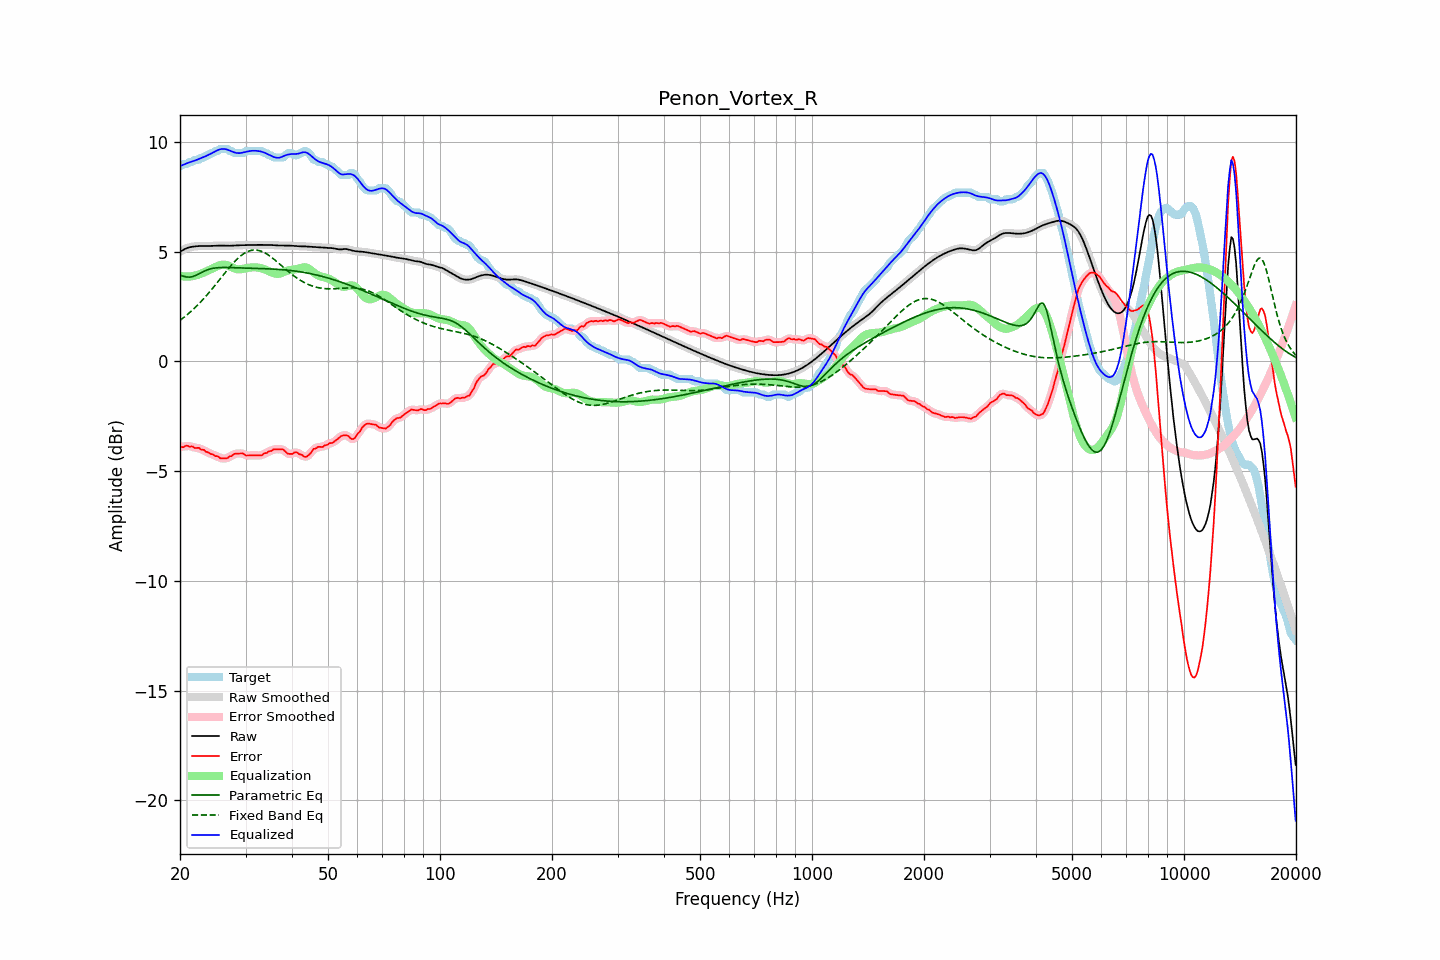 Penon_Vortex_R
Amplitude (dBr)
10
5
0
−5
−10
−15
−20
Target
Raw Smoothed
Error Smoothed
Raw
Error
Equalization
Parametric Eq
Fixed Band Eq
Equalized
20 50 100 200 500 1000 2000 5000 10000 20000
Frequency (Hz)